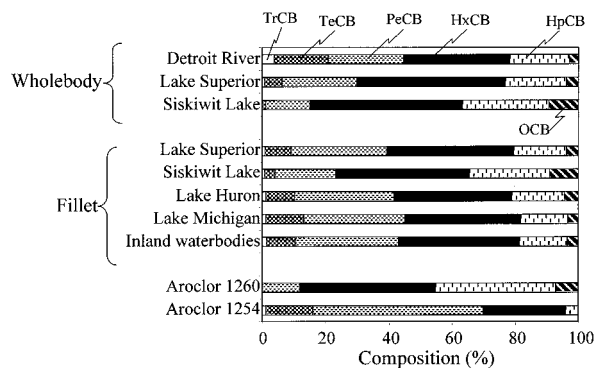 TrCB TeCB PeCB HxCB HpCB
Wholebody
Detroit River
Lake Superior
Siskiwit Lake
OCB
Fillet
Lake Superior
Siskiwit Lake
Lake Huron
Lake Michigan
Inland waterbodies
Aroclor 1260
Aroclor 1254
0 20 40 60 80 100
Composition (%)